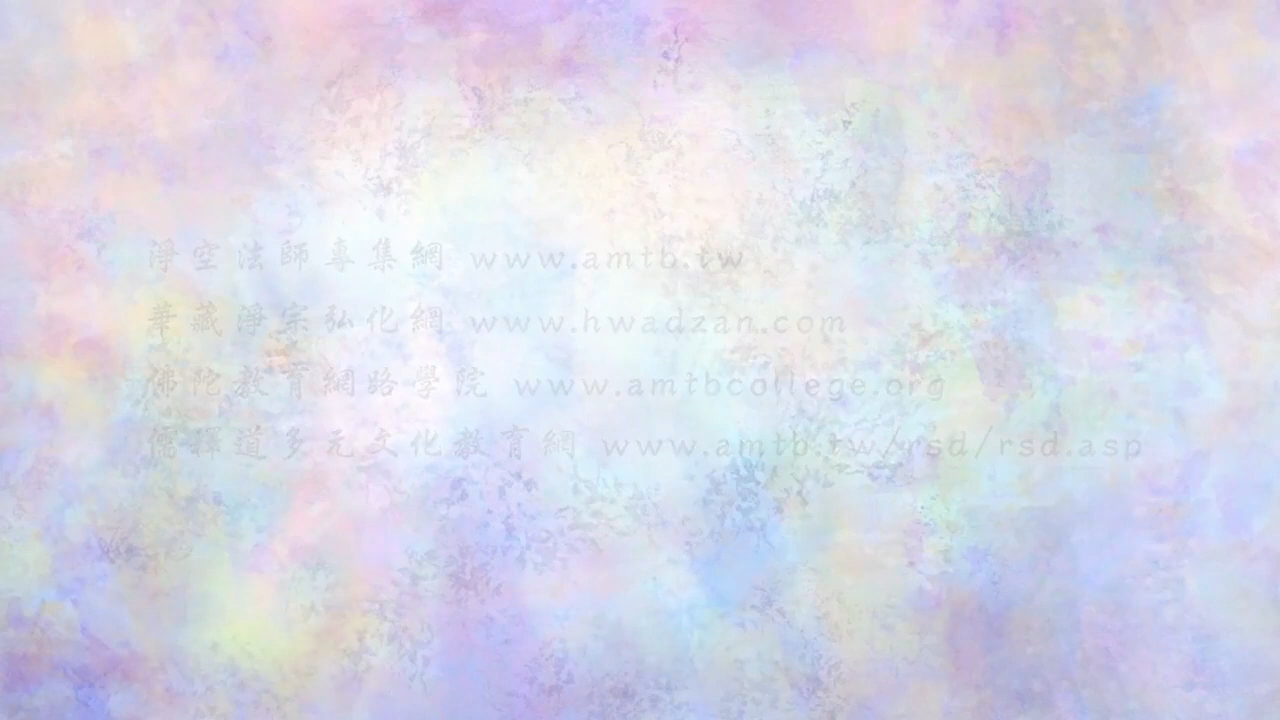 淨空法師專集網 www.amtb.tw
華藏淨宗弘化網 www.hwadzan.com
佛陀教育網路學院 www.amtbcollege.org
儒釋道多元文化教育網 www.amtb.tw/rsd/rsd.asp